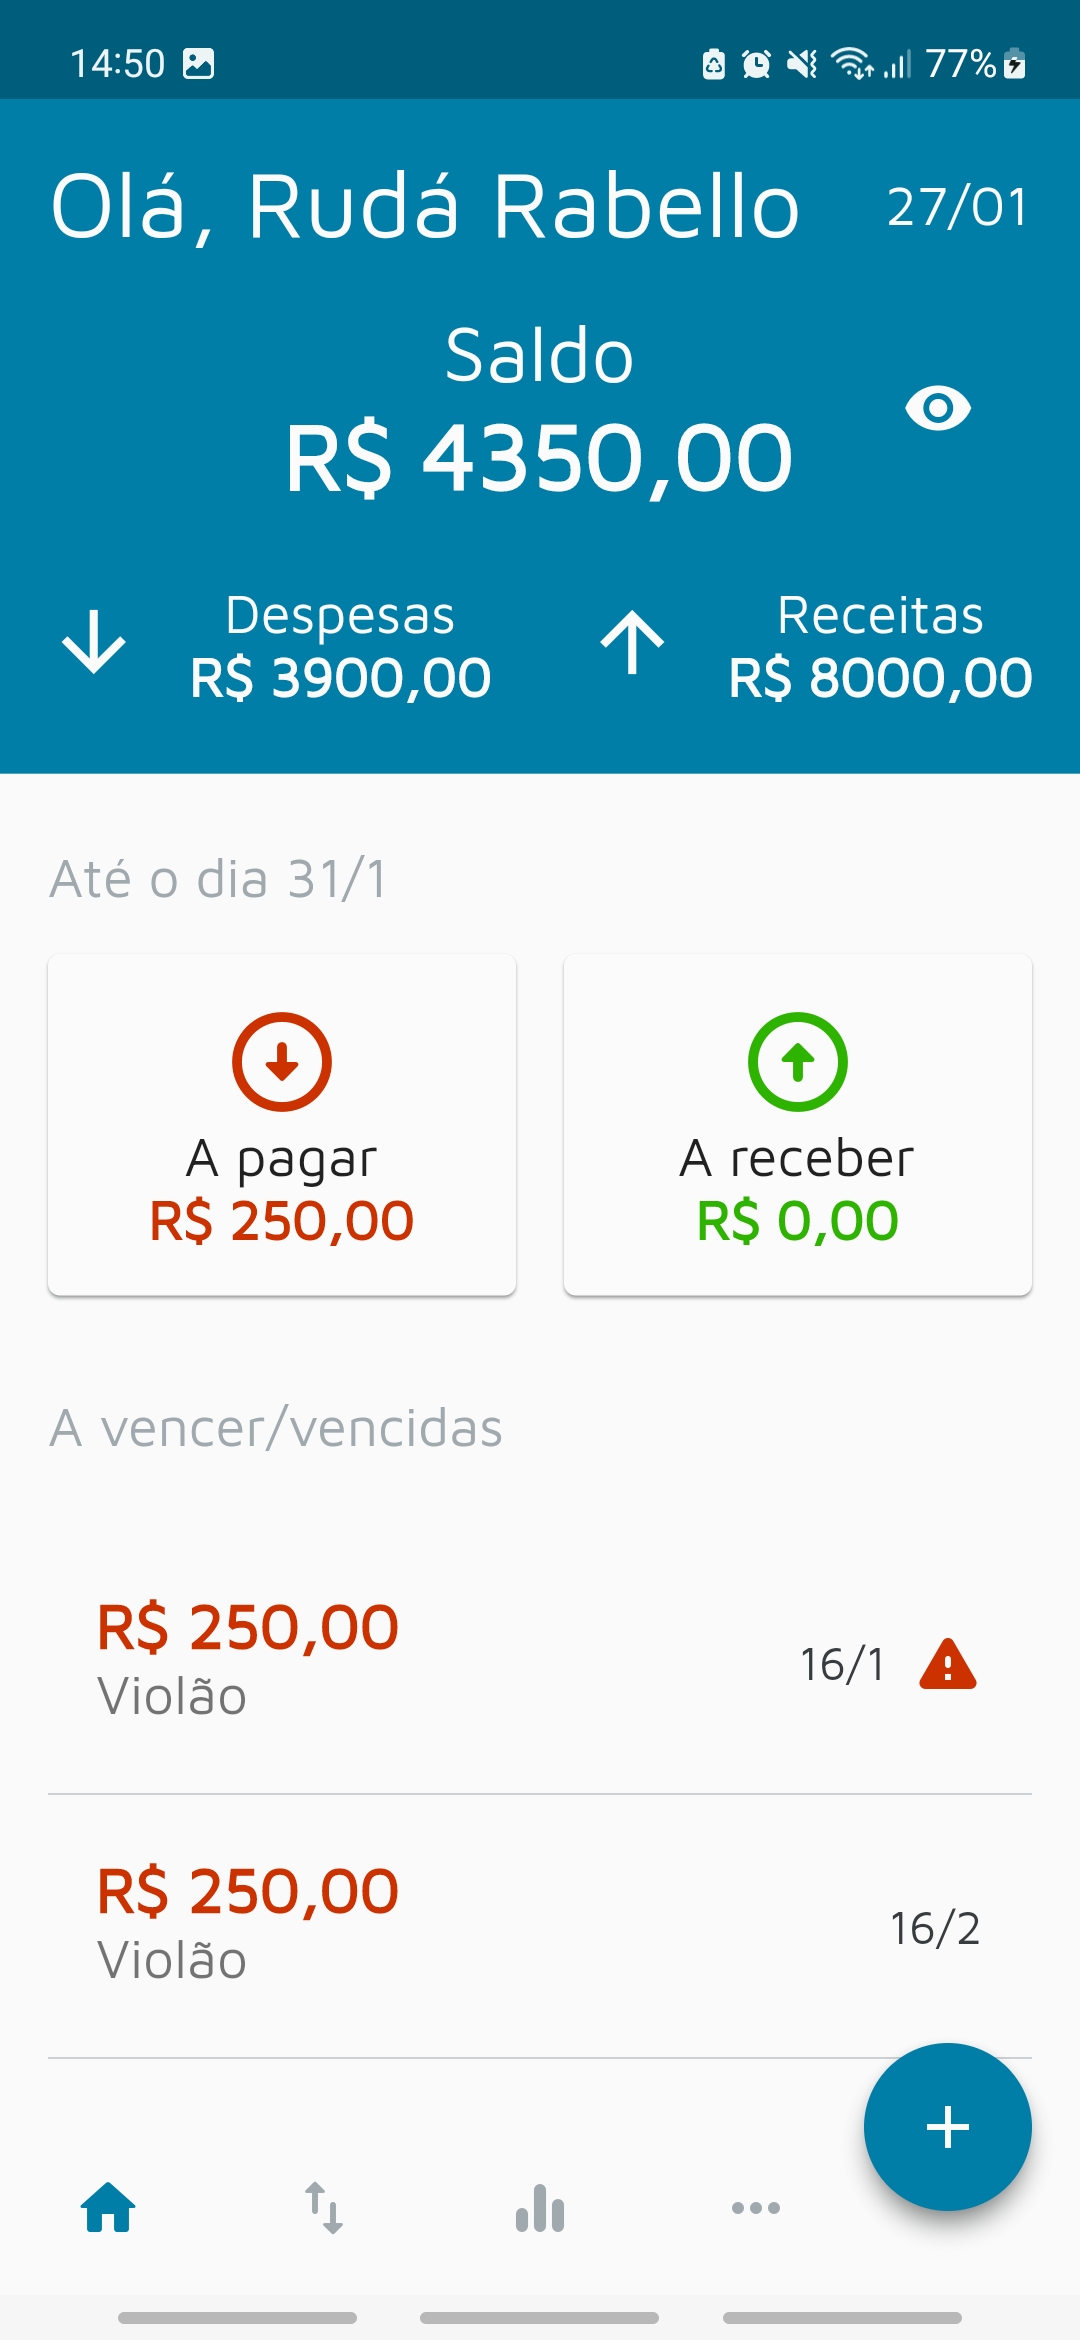 14:50 77%
Olá, Rudá Rabello 27/01
Saldo
R$ 4350,00
Despesas Receitas
R$ 3900,00 R$ 8000,00
Até o dia 31/1
A pagar A receber
R$ 250,00 R$ 0,00
A vencer/vencidas
R$ 250,00
Violão 16/1
R$ 250,00
Violão 16/2